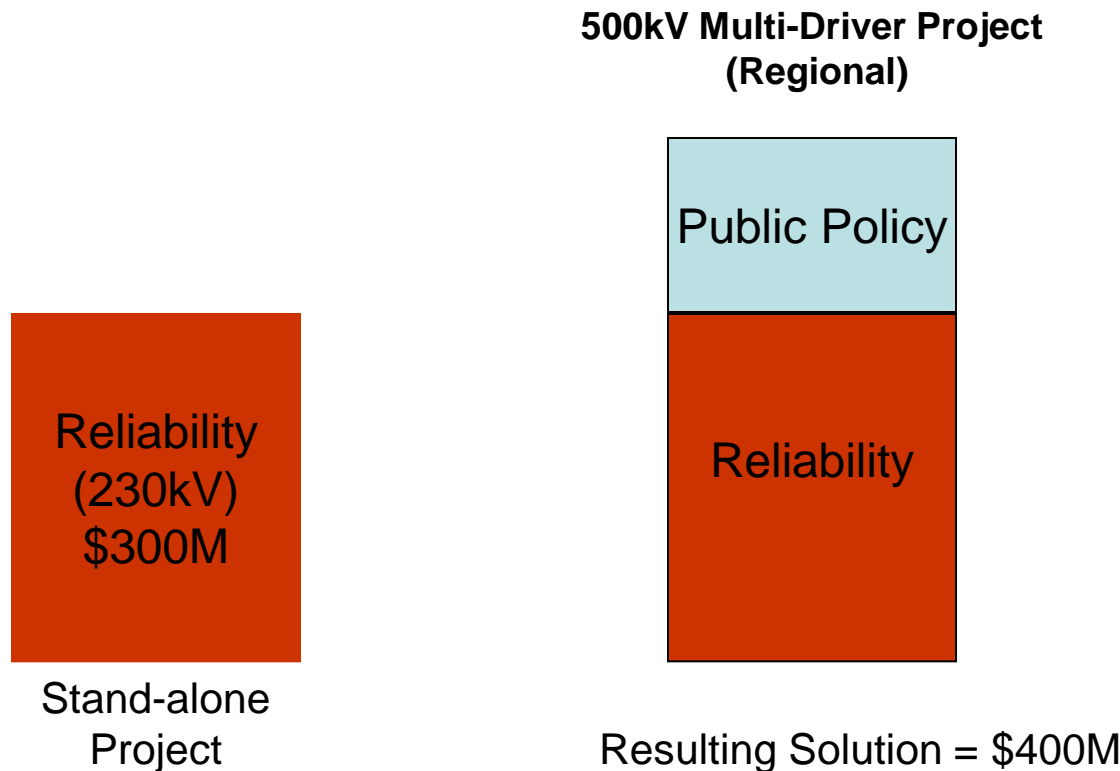 500kV Multi-Driver Project
(Regional)
Public Policy
Reliability
(230kV)
$300M
Reliability
Stand-alone
Project
Resulting Solution = $400M